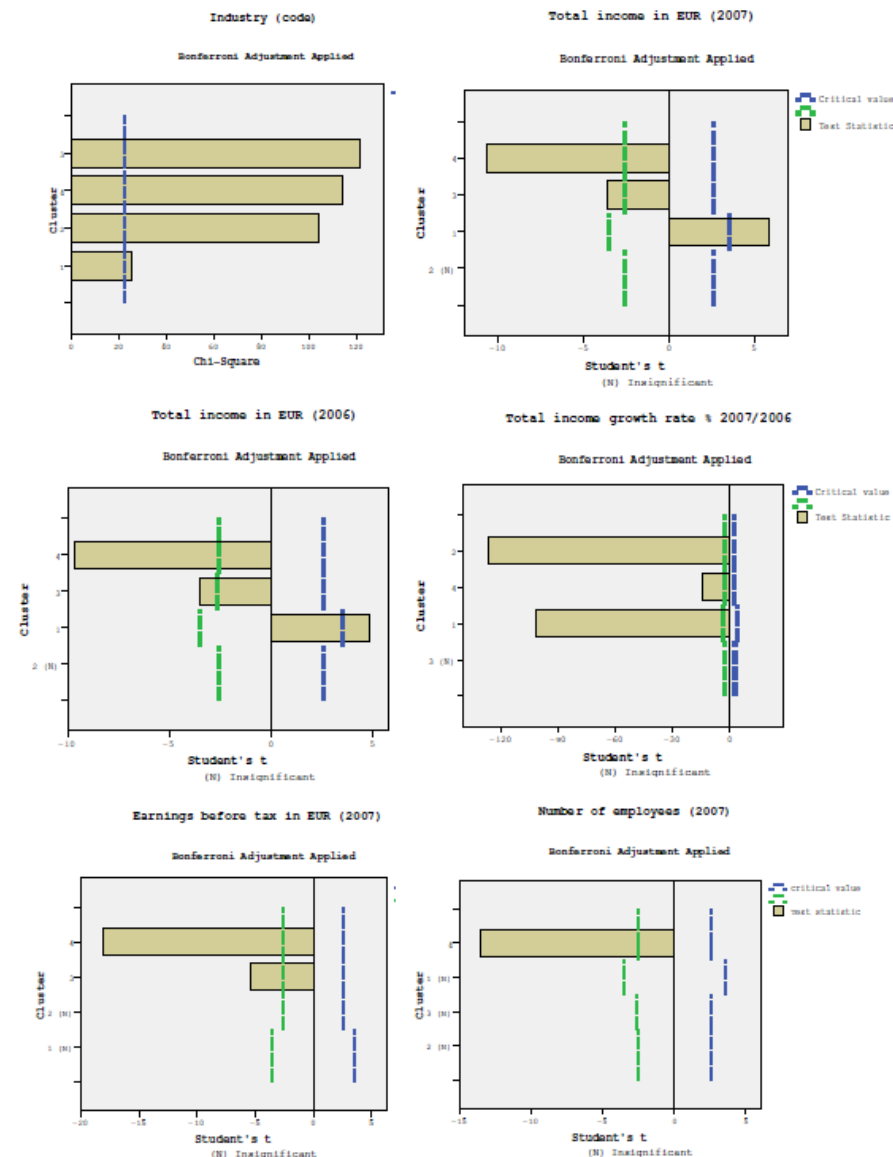 Industry (code)
Bonferroni Adjustment Applied
Cluster
1
0
20
40
60
80
100
120
Chi-Square
Total income in EUR (2007)
Bonferroni Adjustment Applied
Critical value
Test Statistic
Cluster
4
3
1
2 (N)
-10
-5
0
5
Student's t
(N) Insignificant
Total income in EUR (2006)
Bonferroni Adjustment Applied
Cluster
4
3
1
2 (N)
-10
-5
0
5
Student's t
(N) Insignificant
Total income growth rate % 2007/2006
Bonferroni Adjustment Applied
Critical value
Test Statistic
Cluster
2
4
1
3 (N)
-120
-90
-60
-30
0
Student's t
(N) Insignificant
Earnings before tax in EUR (2007)
Bonferroni Adjustment Applied
Cluster
4
3
2 (N)
1 (N)
-20
-15
-10
-5
0
5
Student's t
(N) Insignificant
Number of employees (2007)
Bonferroni Adjustment Applied
critical value
Test statistic
Cluster
1 (N)
3 (N)
2 (N)
-15
-10
-5
0
5
Student's t
(N) Insignificant